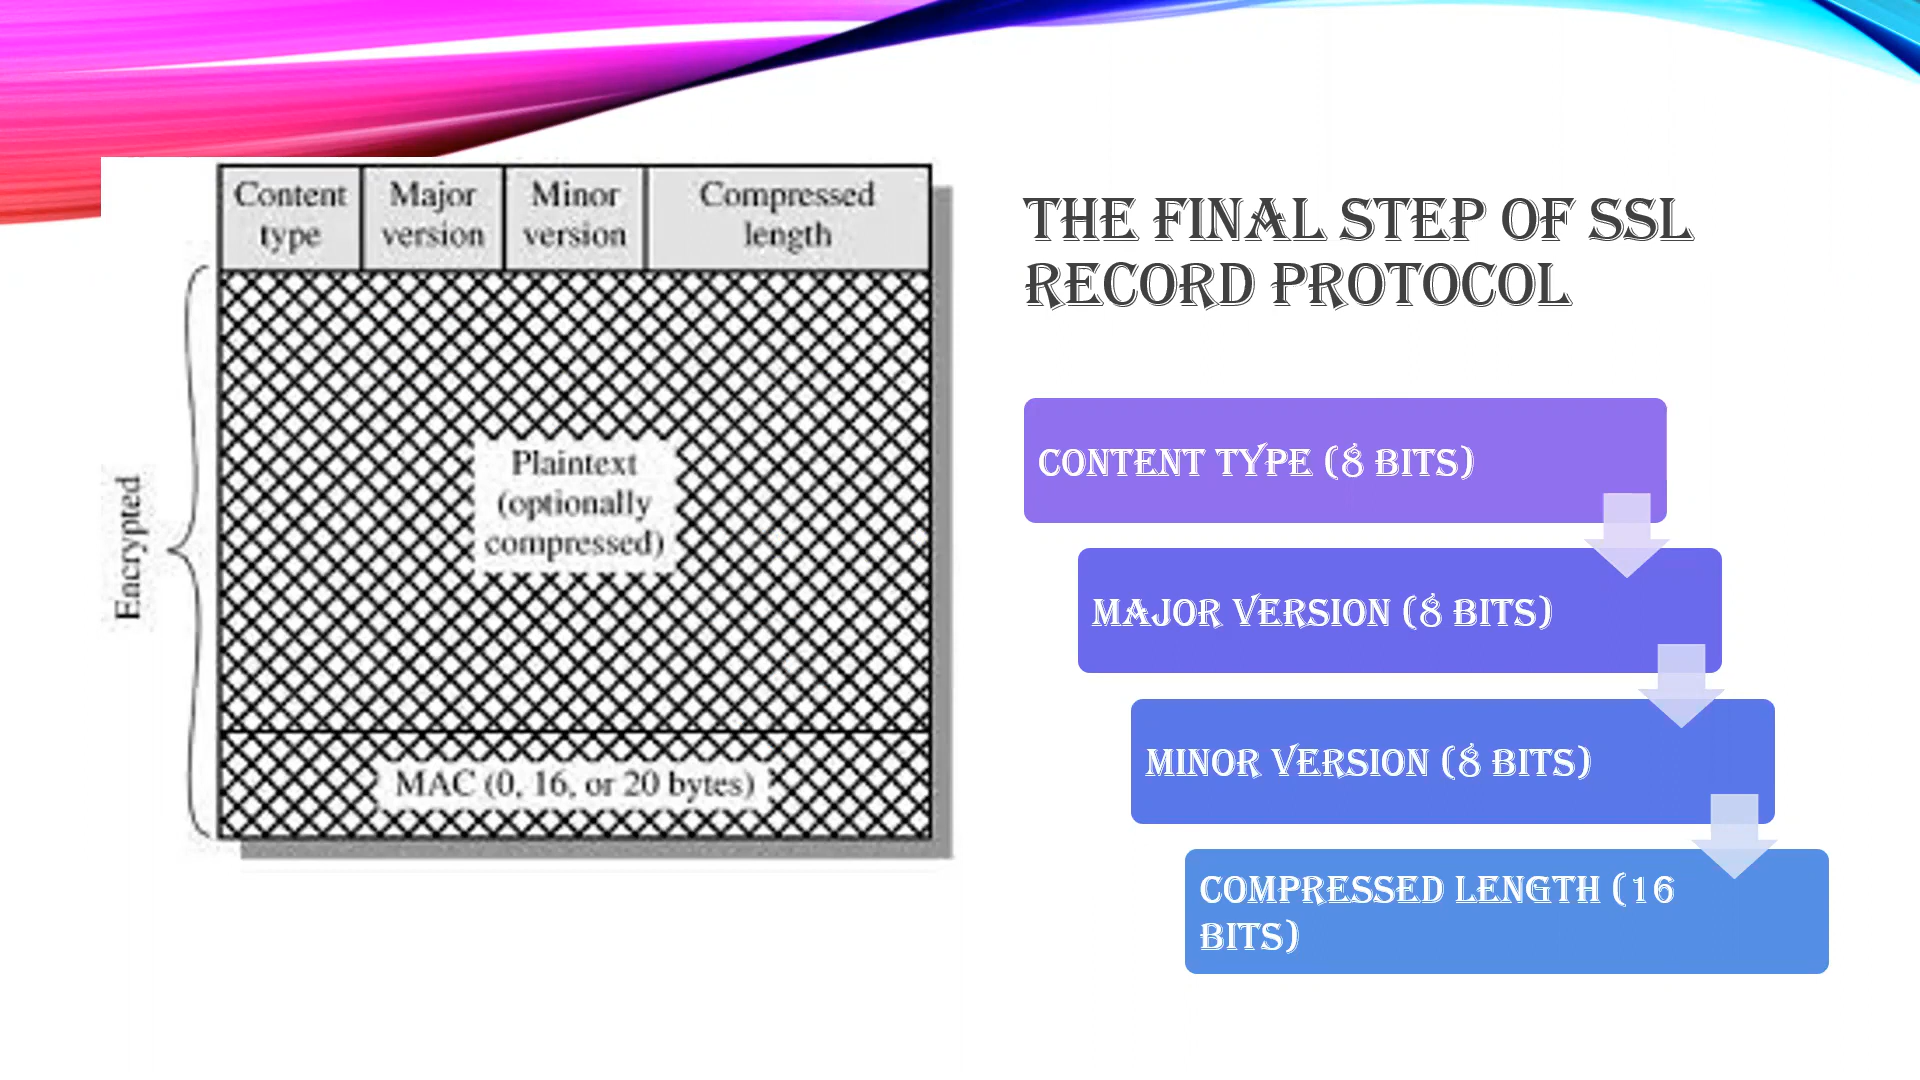 Content type
Major version
Minor version
Compressed length
Encrypted
Plaintext
(optionally
compressed)
MAC (0, 16, or 20 bytes)
THE FINAL STEP OF SSL
RECORD PROTOCOL
CONTENT TYPE (8 BITS)
MAJOR VERSION (8 BITS)
MINOR VERSION (8 BITS)
COMPRESSED LENGTH (16
BITS)